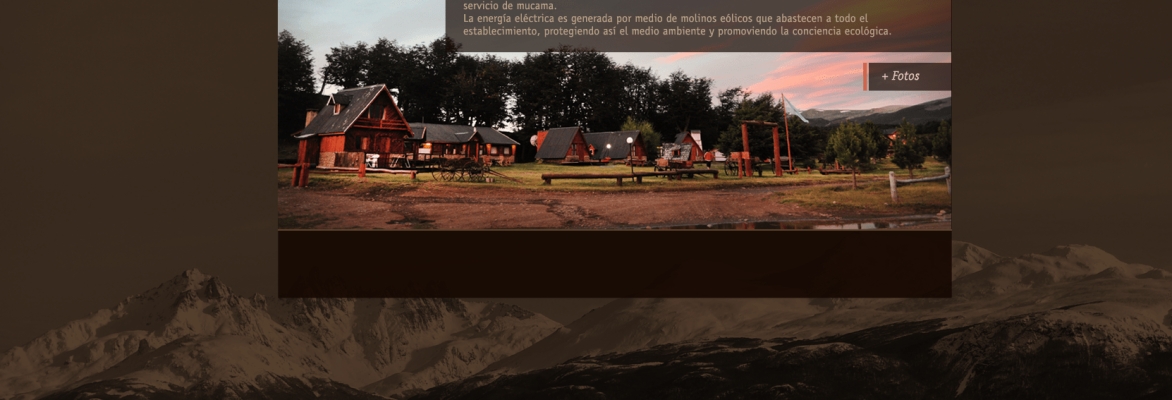 servicio de mucama.
La energía eléctrica es generada por medio de molinos eólicos que abastecen a todo el
establecimiento, protegiendo así el medio ambiente y promoviendo la conciencia ecológica.
+ Fotos